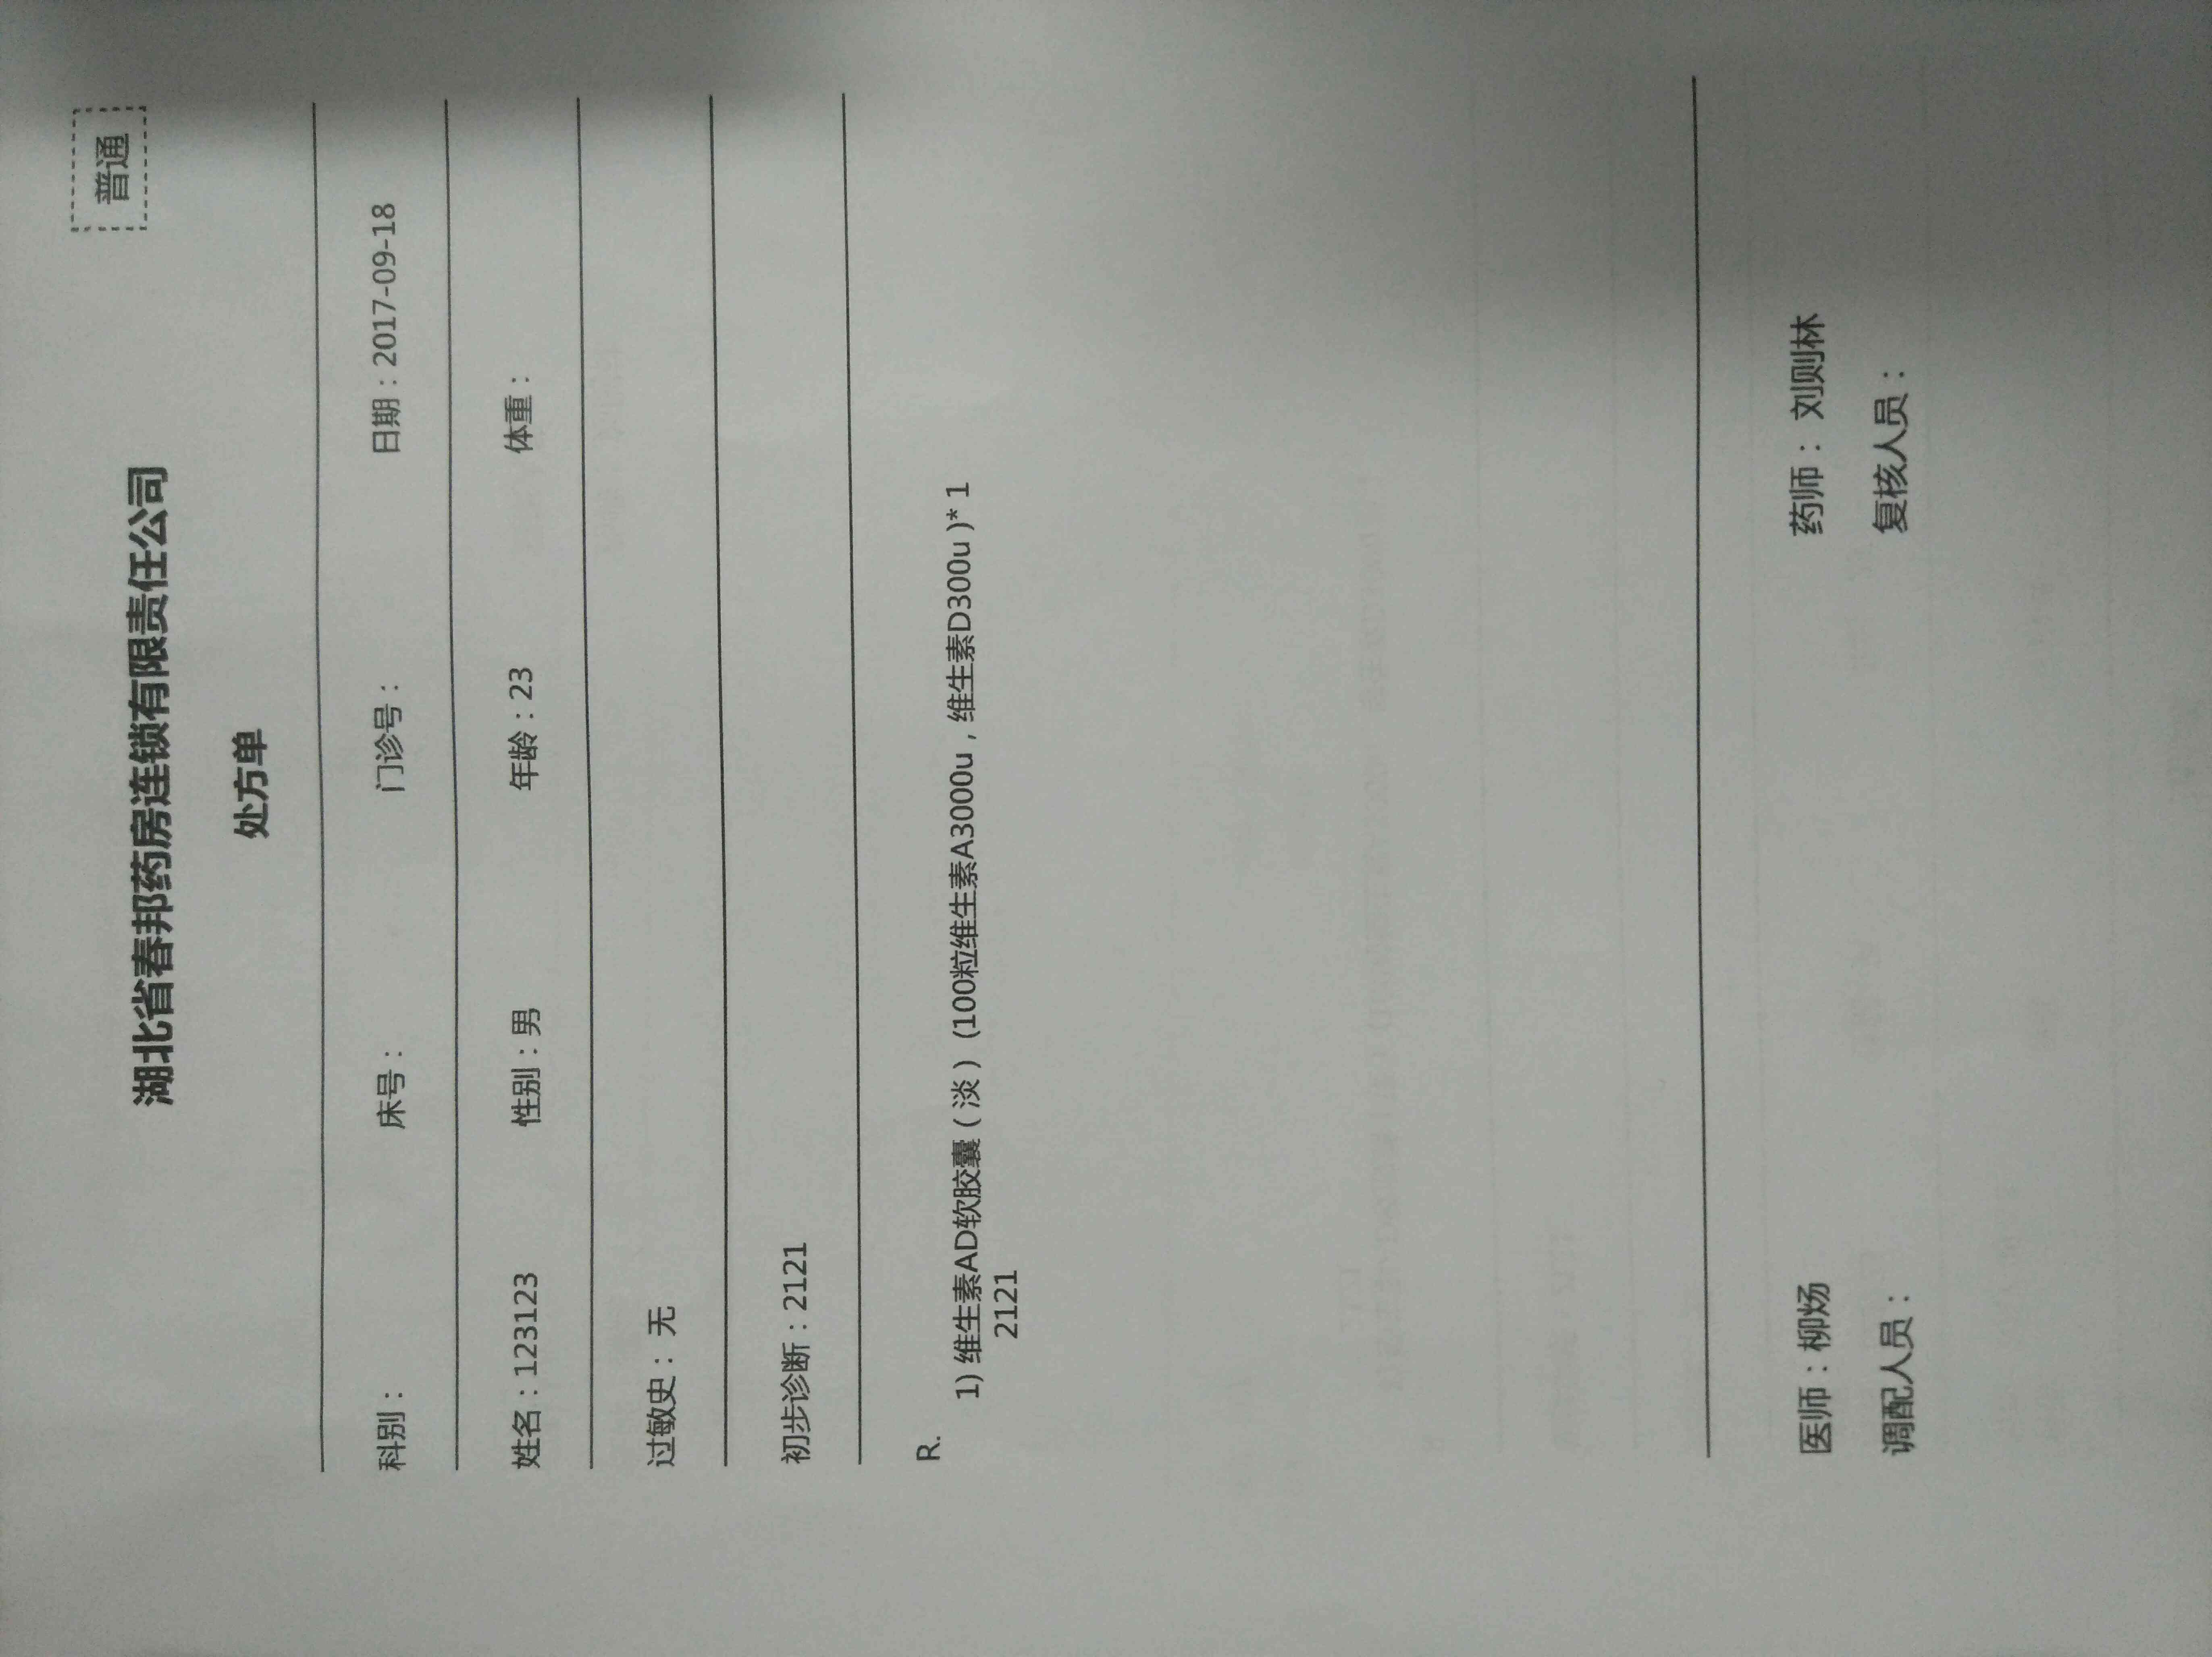 普通
湖北省春邦药房连锁有限责任公司
处方单
科别： 床号： 门诊号： 日期：2017-09-18
姓名：123123 性别：男 年龄：23 体重：
过敏史： 无
初步诊断：2121
R.
1) 维生素AD软胶囊（淡）(100粒维生素A3000u，维生素D300u )* 1
2121
医师：柳炀 药师： 刘则林
调配人员： 复核人员：